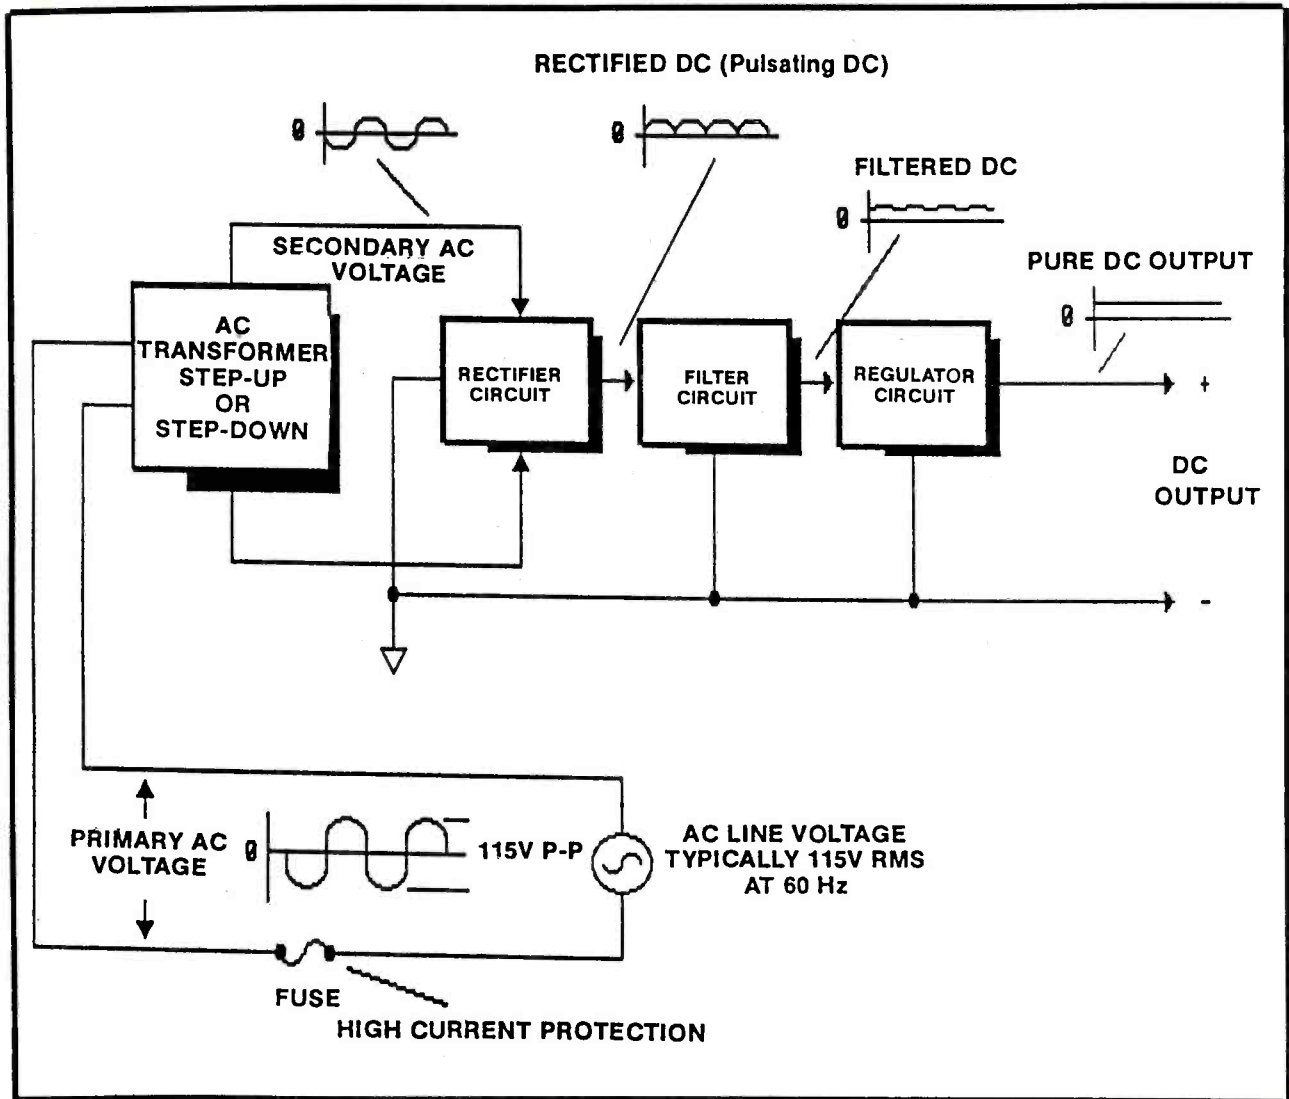 RECTIFIED DC (Pulsating DC)
0
0
FILTERED DC
0
SECONDARY AC
VOLTAGE
PURE DC OUTPUT
0
AC
TRANSFORMER
STEP-UP
OR
STEP-DOWN
RECTIFIER
CIRCUIT
FILTER
CIRCUIT
REGULATOR
CIRCUIT
+
DC
OUTPUT
-
PRIMARY AC
VOLTAGE
0
115V P-P
AC LINE VOLTAGE
TYPICALLY 115V RMS
AT 60 Hz
FUSE
HIGH CURRENT PROTECTION